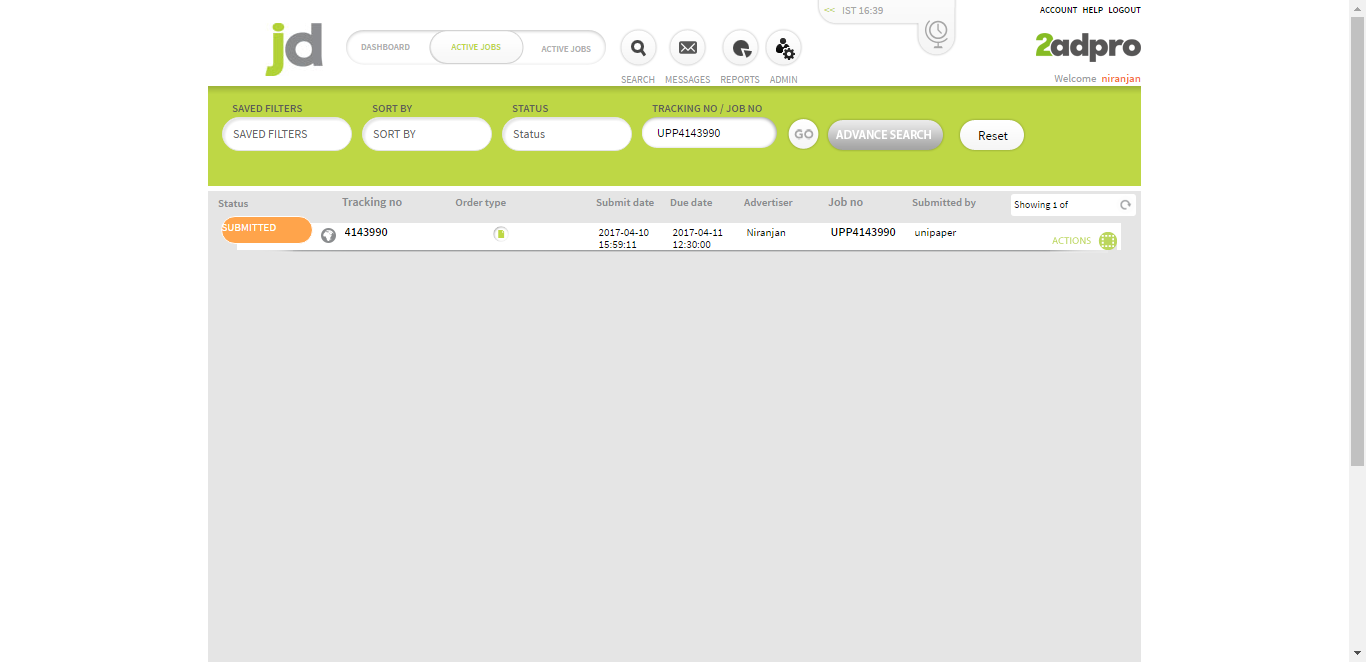 << IST 16:39
ACCOUNT HELP LOGOUT
jd
DASHBOARD ACTIVE JOBS ACTIVE JOBS
SEARCH MESSAGES REPORTS ADMIN
2adpro
Welcome niranjan
SAVED FILTERS SORT BY STATUS TRACKING NO / JOB NO
SAVED FILTERS SORT BY Status UPP4143990 GO ADVANCE SEARCH Reset
Status Tracking no Order type Submit date Due date Advertiser Job no Submitted by Showing 1 of
SUBMITTED 4143990 2017-04-10 2017-04-11 Niranjan UPP4143990 unipaper
15:59:11 12:30:00
ACTIONS